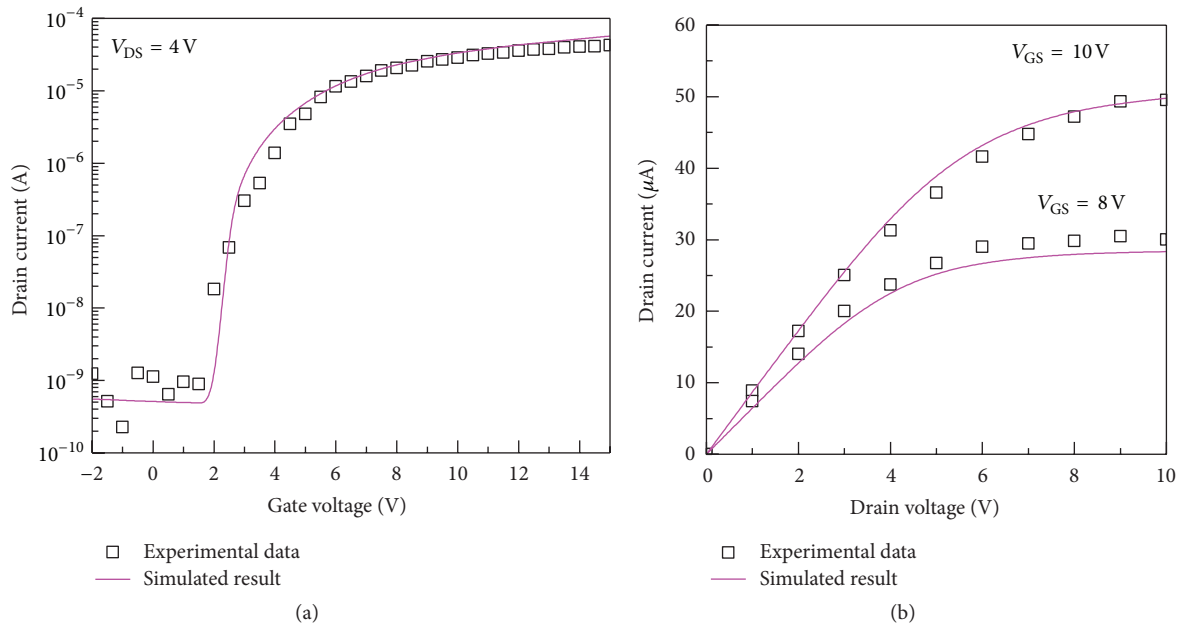 V_DS = 4 V
10⁻⁴
10⁻⁵
10⁻⁶
10⁻⁷
10⁻⁸
10⁻⁹
10⁻¹⁰
Drain current (A)
−2 0 2 4 6 8 10 12 14
Gate voltage (V)
Experimental data
Simulated result
(a)
V_GS = 10 V
V_GS = 8 V
60
50
40
30
20
10
0
Drain current (μA)
0 2 4 6 8 10
Drain voltage (V)
Experimental data
Simulated result
(b)